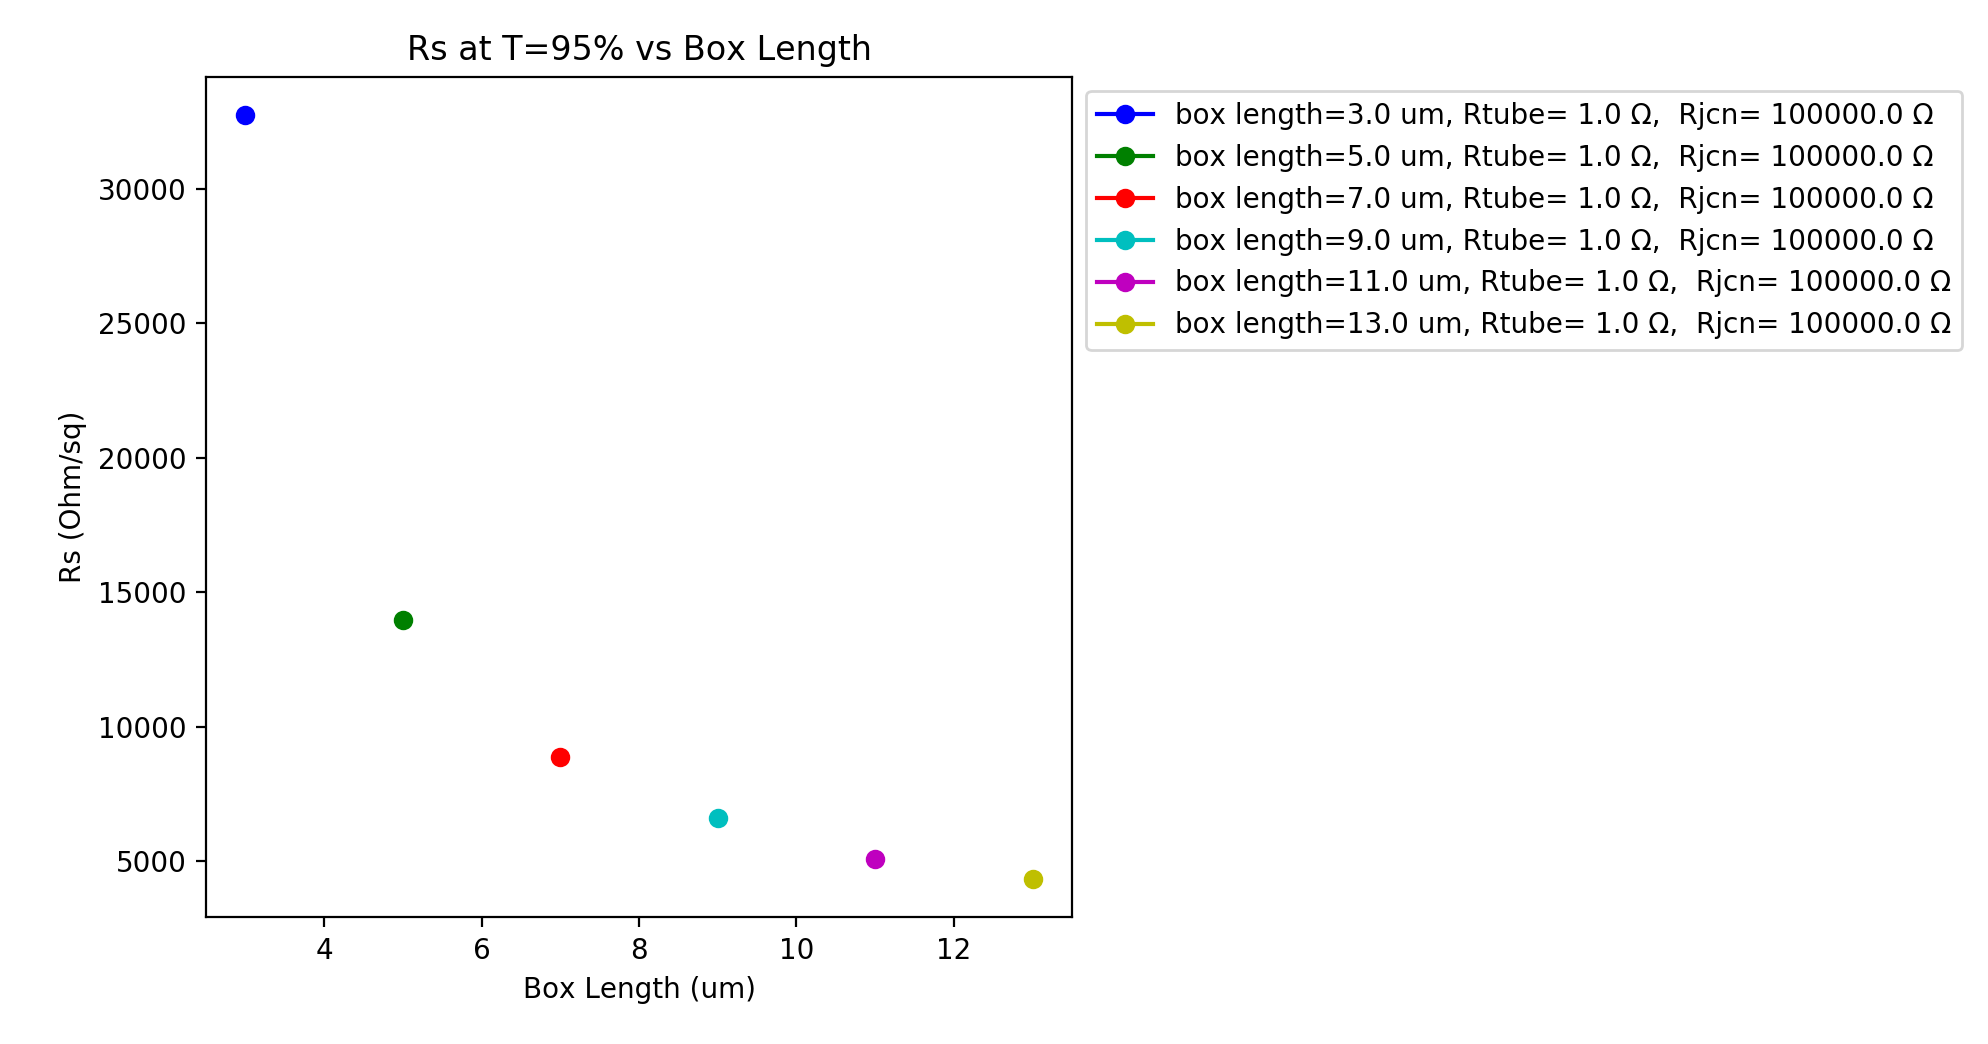 Rs at T=95% vs Box Length
box length=3.0 um, Rtube= 1.0 Ω,  Rjcn= 100000.0 Ω
box length=5.0 um, Rtube= 1.0 Ω,  Rjcn= 100000.0 Ω
box length=7.0 um, Rtube= 1.0 Ω,  Rjcn= 100000.0 Ω
box length=9.0 um, Rtube= 1.0 Ω,  Rjcn= 100000.0 Ω
box length=11.0 um, Rtube= 1.0 Ω,  Rjcn= 100000.0 Ω
box length=13.0 um, Rtube= 1.0 Ω,  Rjcn= 100000.0 Ω
Rs (Ohm/sq)
30000
25000
20000
15000
10000
5000
4 6 8 10 12
Box Length (um)